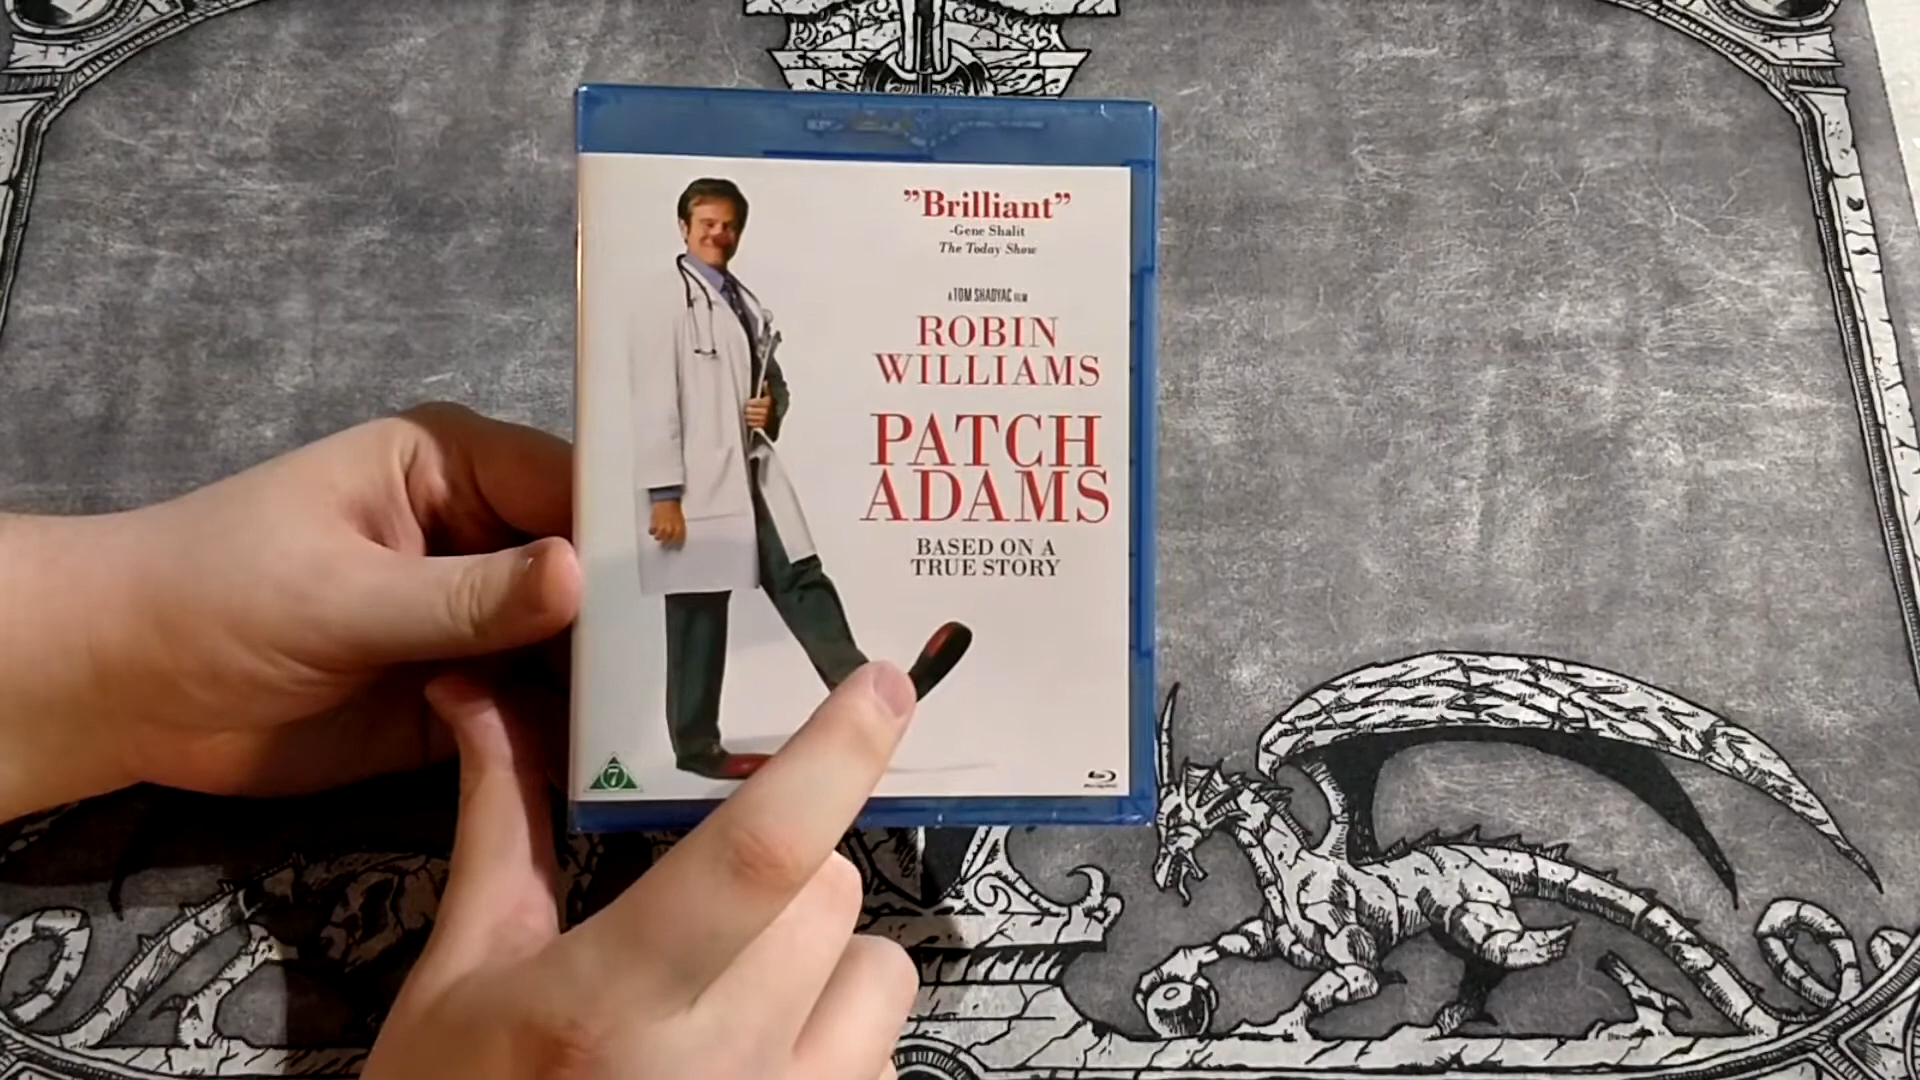 ”Brilliant”
-Gene Shalit
The Today Show
A TOM SHADYAC FILM
ROBIN
WILLIAMS
PATCH
ADAMS
BASED ON A
TRUE STORY
7